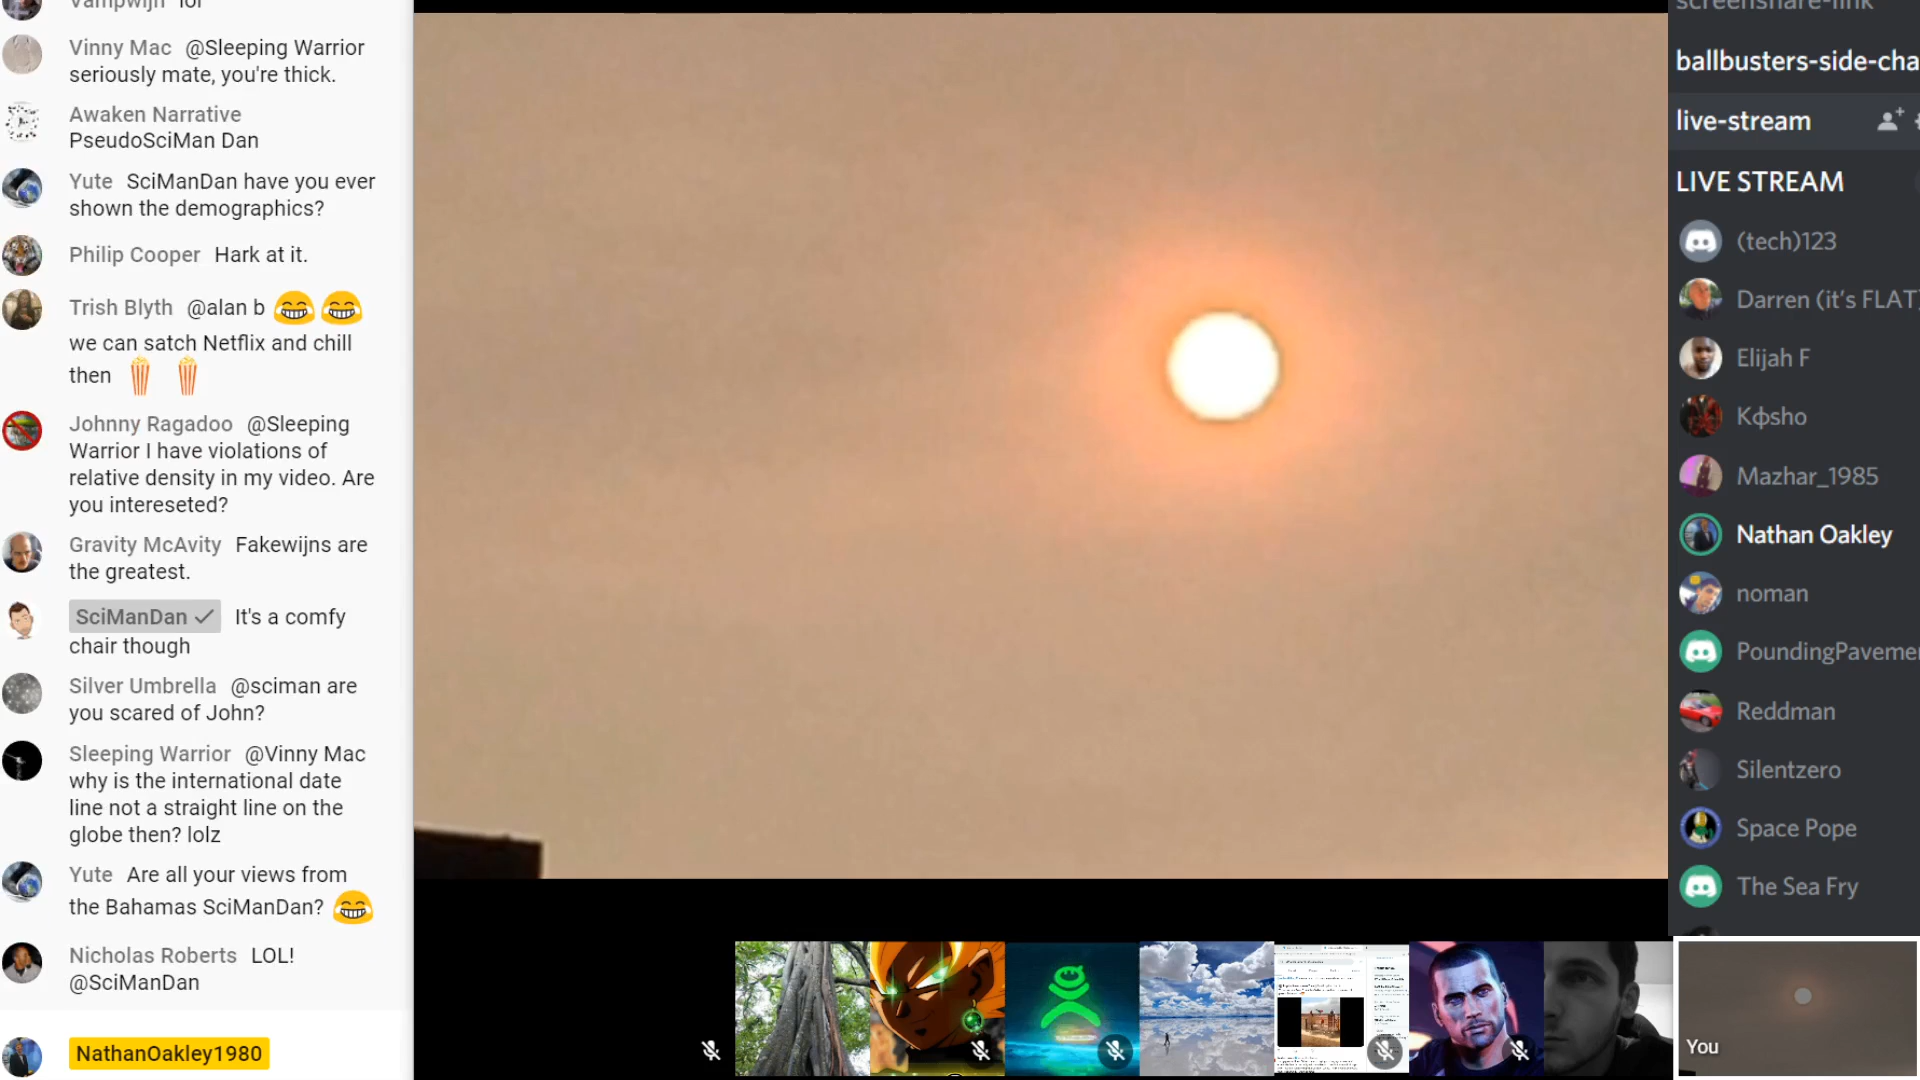 Vampwijn lol
Vinny Mac @Sleeping Warrior
seriously mate, you're thick.
Awaken Narrative
PseudoSciMan Dan
Yute SciManDan have you ever
shown the demographics?
Philip Cooper Hark at it.
Trish Blyth @alan b
we can satch Netflix and chill
then
Johnny Ragadoo @Sleeping
Warrior I have violations of
relative density in my video. Are
you intereseted?
Gravity McAvity Fakewijns are
the greatest.
SciManDan It's a comfy
chair though
Silver Umbrella @sciman are
you scared of John?
Sleeping Warrior @Vinny Mac
why is the international date
line not a straight line on the
globe then? lolz
Yute Are all your views from
the Bahamas SciManDan?
Nicholas Roberts LOL!
@SciManDan
NathanOakley1980
screenshare-link
ballbusters-side-cha
live-stream
LIVE STREAM
(tech)123
Darren (it's FLAT)
Elijah F
Kфsho
Mazhar_1985
Nathan Oakley
noman
PoundingPavemen
Reddman
Silentzero
Space Pope
The Sea Fry
You